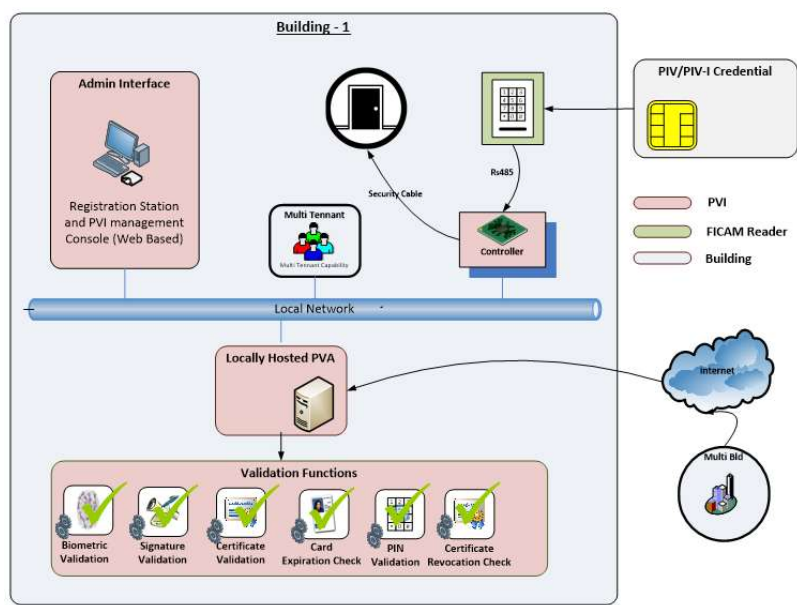 Building - 1
Admin Interface
Registration Station
and PVI management
Console (Web Based)
Rs485
Security Cable
Multi Tennant
Multi Tennant Capability
Controller
PIV/PIV-I Credential
PVI
FICAM Reader
Building
Local Network
Locally Hosted PVA
Internet
Multi Bld
Validation Functions
Biometric
Validation
Signature
Validation
Certificate
Validation
Card
Expiration Check
PIN
Validation
Certificate
Revocation Check